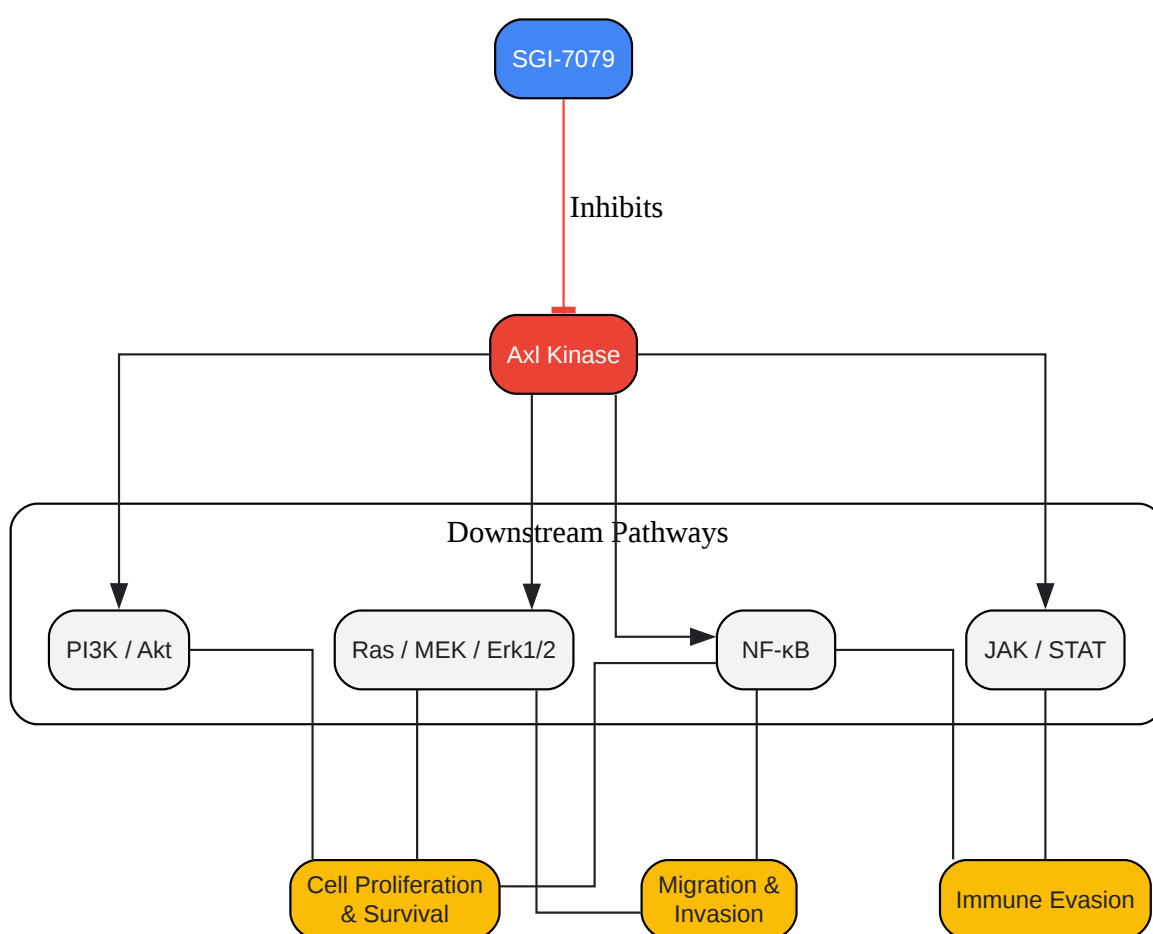 SGI-7079
Inhibits
Axl Kinase
Downstream Pathways
PI3K / Akt
Ras / MEK / Erk1/2
NF-κB
JAK / STAT
Cell Proliferation
& Survival
Migration &
Invasion
Immune Evasion